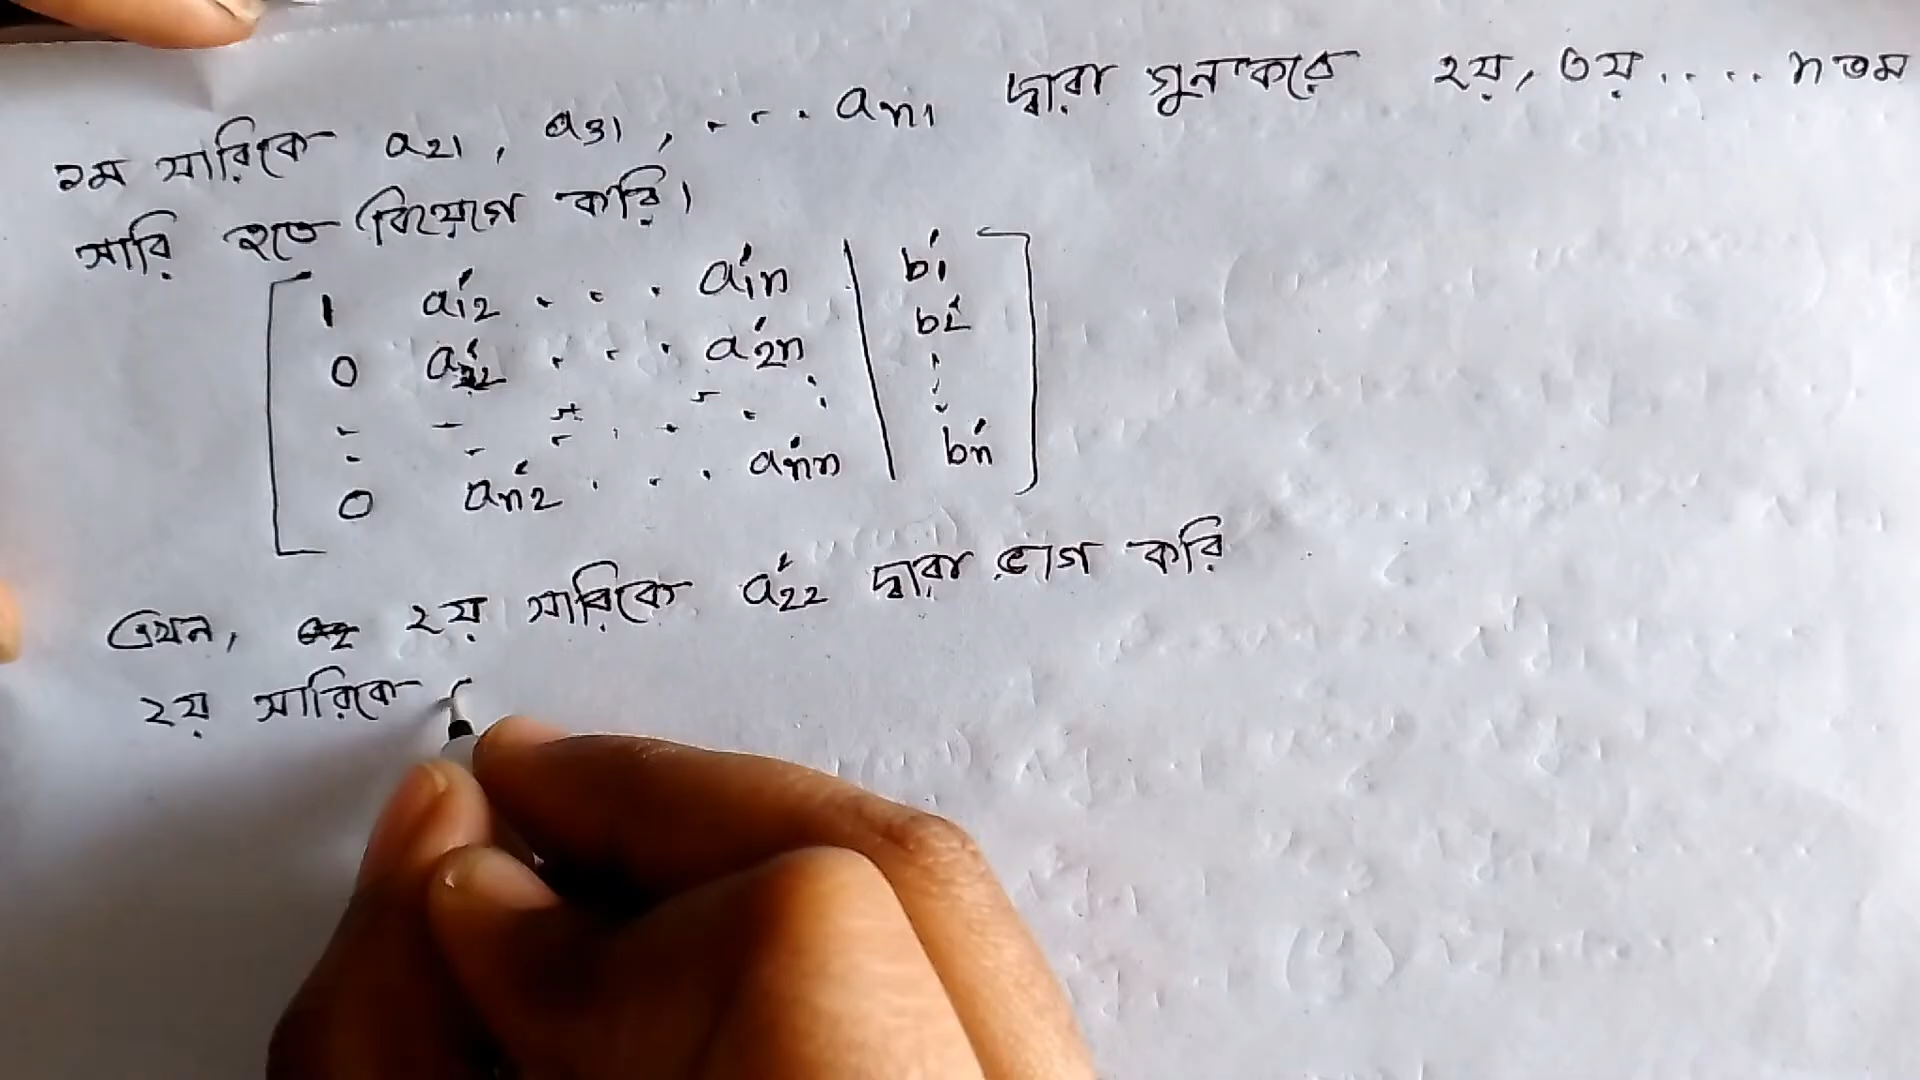 ১ম সারিকে a21, a31, . . . an1 দ্বারা গুনকরে ২য়, ৩য়.... nতম
সারি হতে বিয়োগ করি।
1 a'12 . . . a'1n | b'1
0 a'22 . . . a'2n | b'2
0 a'n2 . . . a'nn | b'n
এখন, ২য় সারিকে a'22 দ্বারা ভাগ করি
২য় সারিকে